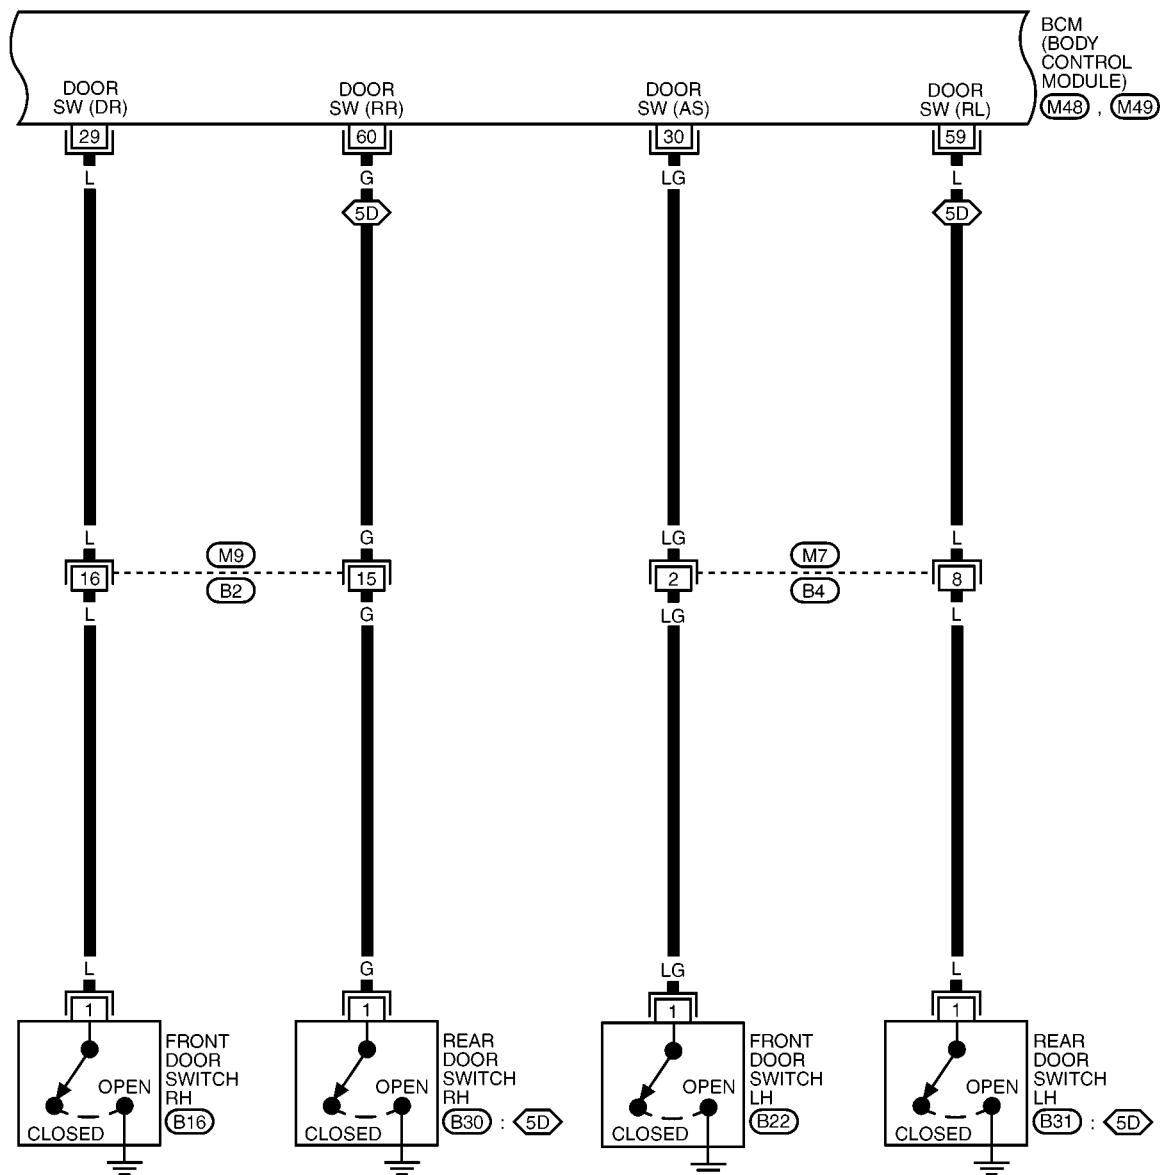 BCM
(BODY
CONTROL
MODULE)
M48 , M49
DOOR
SW (DR)
DOOR
SW (RR)
DOOR
SW (AS)
DOOR
SW (RL)
29
60
30
59
L
G
LG
L
5D
5D
L
G
LG
L
M9
M7
16
15
2
8
B2
B4
L
G
LG
L
L
G
LG
L
1
1
1
1
FRONT
DOOR
SWITCH
RH
B16
OPEN
CLOSED
REAR
DOOR
SWITCH
RH
B30 : 5D
OPEN
CLOSED
FRONT
DOOR
SWITCH
LH
B22
OPEN
CLOSED
REAR
DOOR
SWITCH
LH
B31 : 5D
OPEN
CLOSED